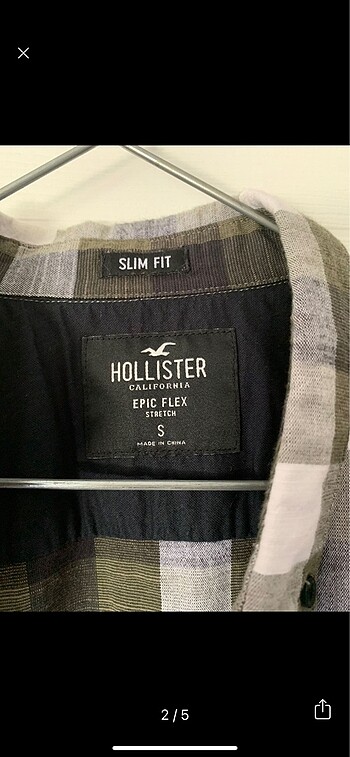 SLIM FIT
HOLLISTER
CALIFORNIA
EPIC FLEX
STRETCH
S
MADE IN CHINA
2/5